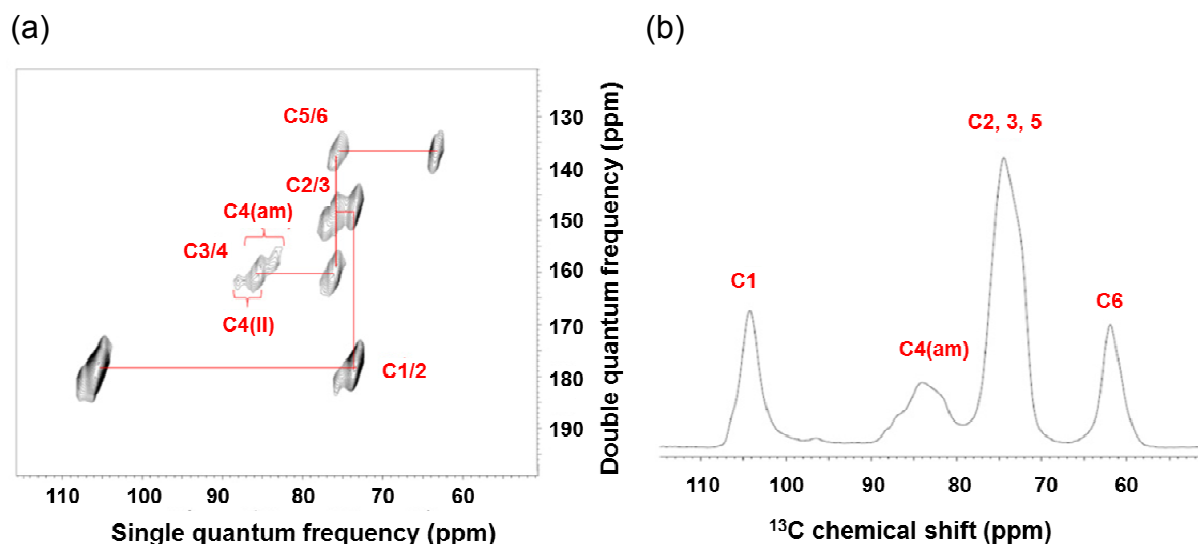 (a)
C5/6
C2/3
C4(am)
C3/4
C4(II)
C1/2
130
140
150
160
170
180
190
Double quantum frequency (ppm)
110 100 90 80 70 60
Single quantum frequency (ppm)
(b)
C2, 3, 5
C1
C6
C4(am)
110 100 90 80 70 60
¹³C chemical shift (ppm)